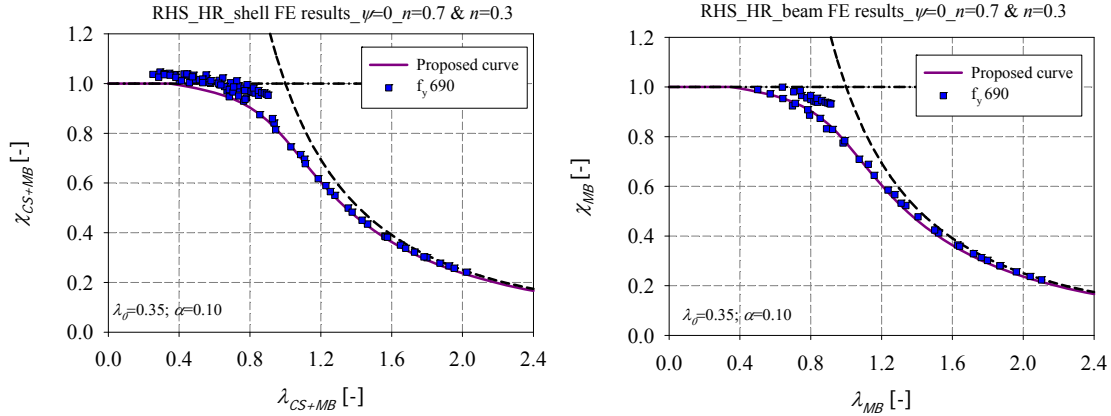 RHS_HR_shell FE results_ψ=0_n=0.7 & n=0.3
χCS+MB [-]
1.2
1.0
0.8
0.6
0.4
0.2
0.0
Proposed curve
fy 690
λ0=0.35; α=0.10
0.0 0.4 0.8 1.2 1.6 2.0 2.4
λCS+MB [-]
RHS_HR_beam FE results_ψ=0_n=0.7 & n=0.3
χMB [-]
1.2
1.0
0.8
0.6
0.4
0.2
0.0
Proposed curve
fy 690
λ0=0.35; α=0.10
0.0 0.4 0.8 1.2 1.6 2.0 2.4
λMB [-]